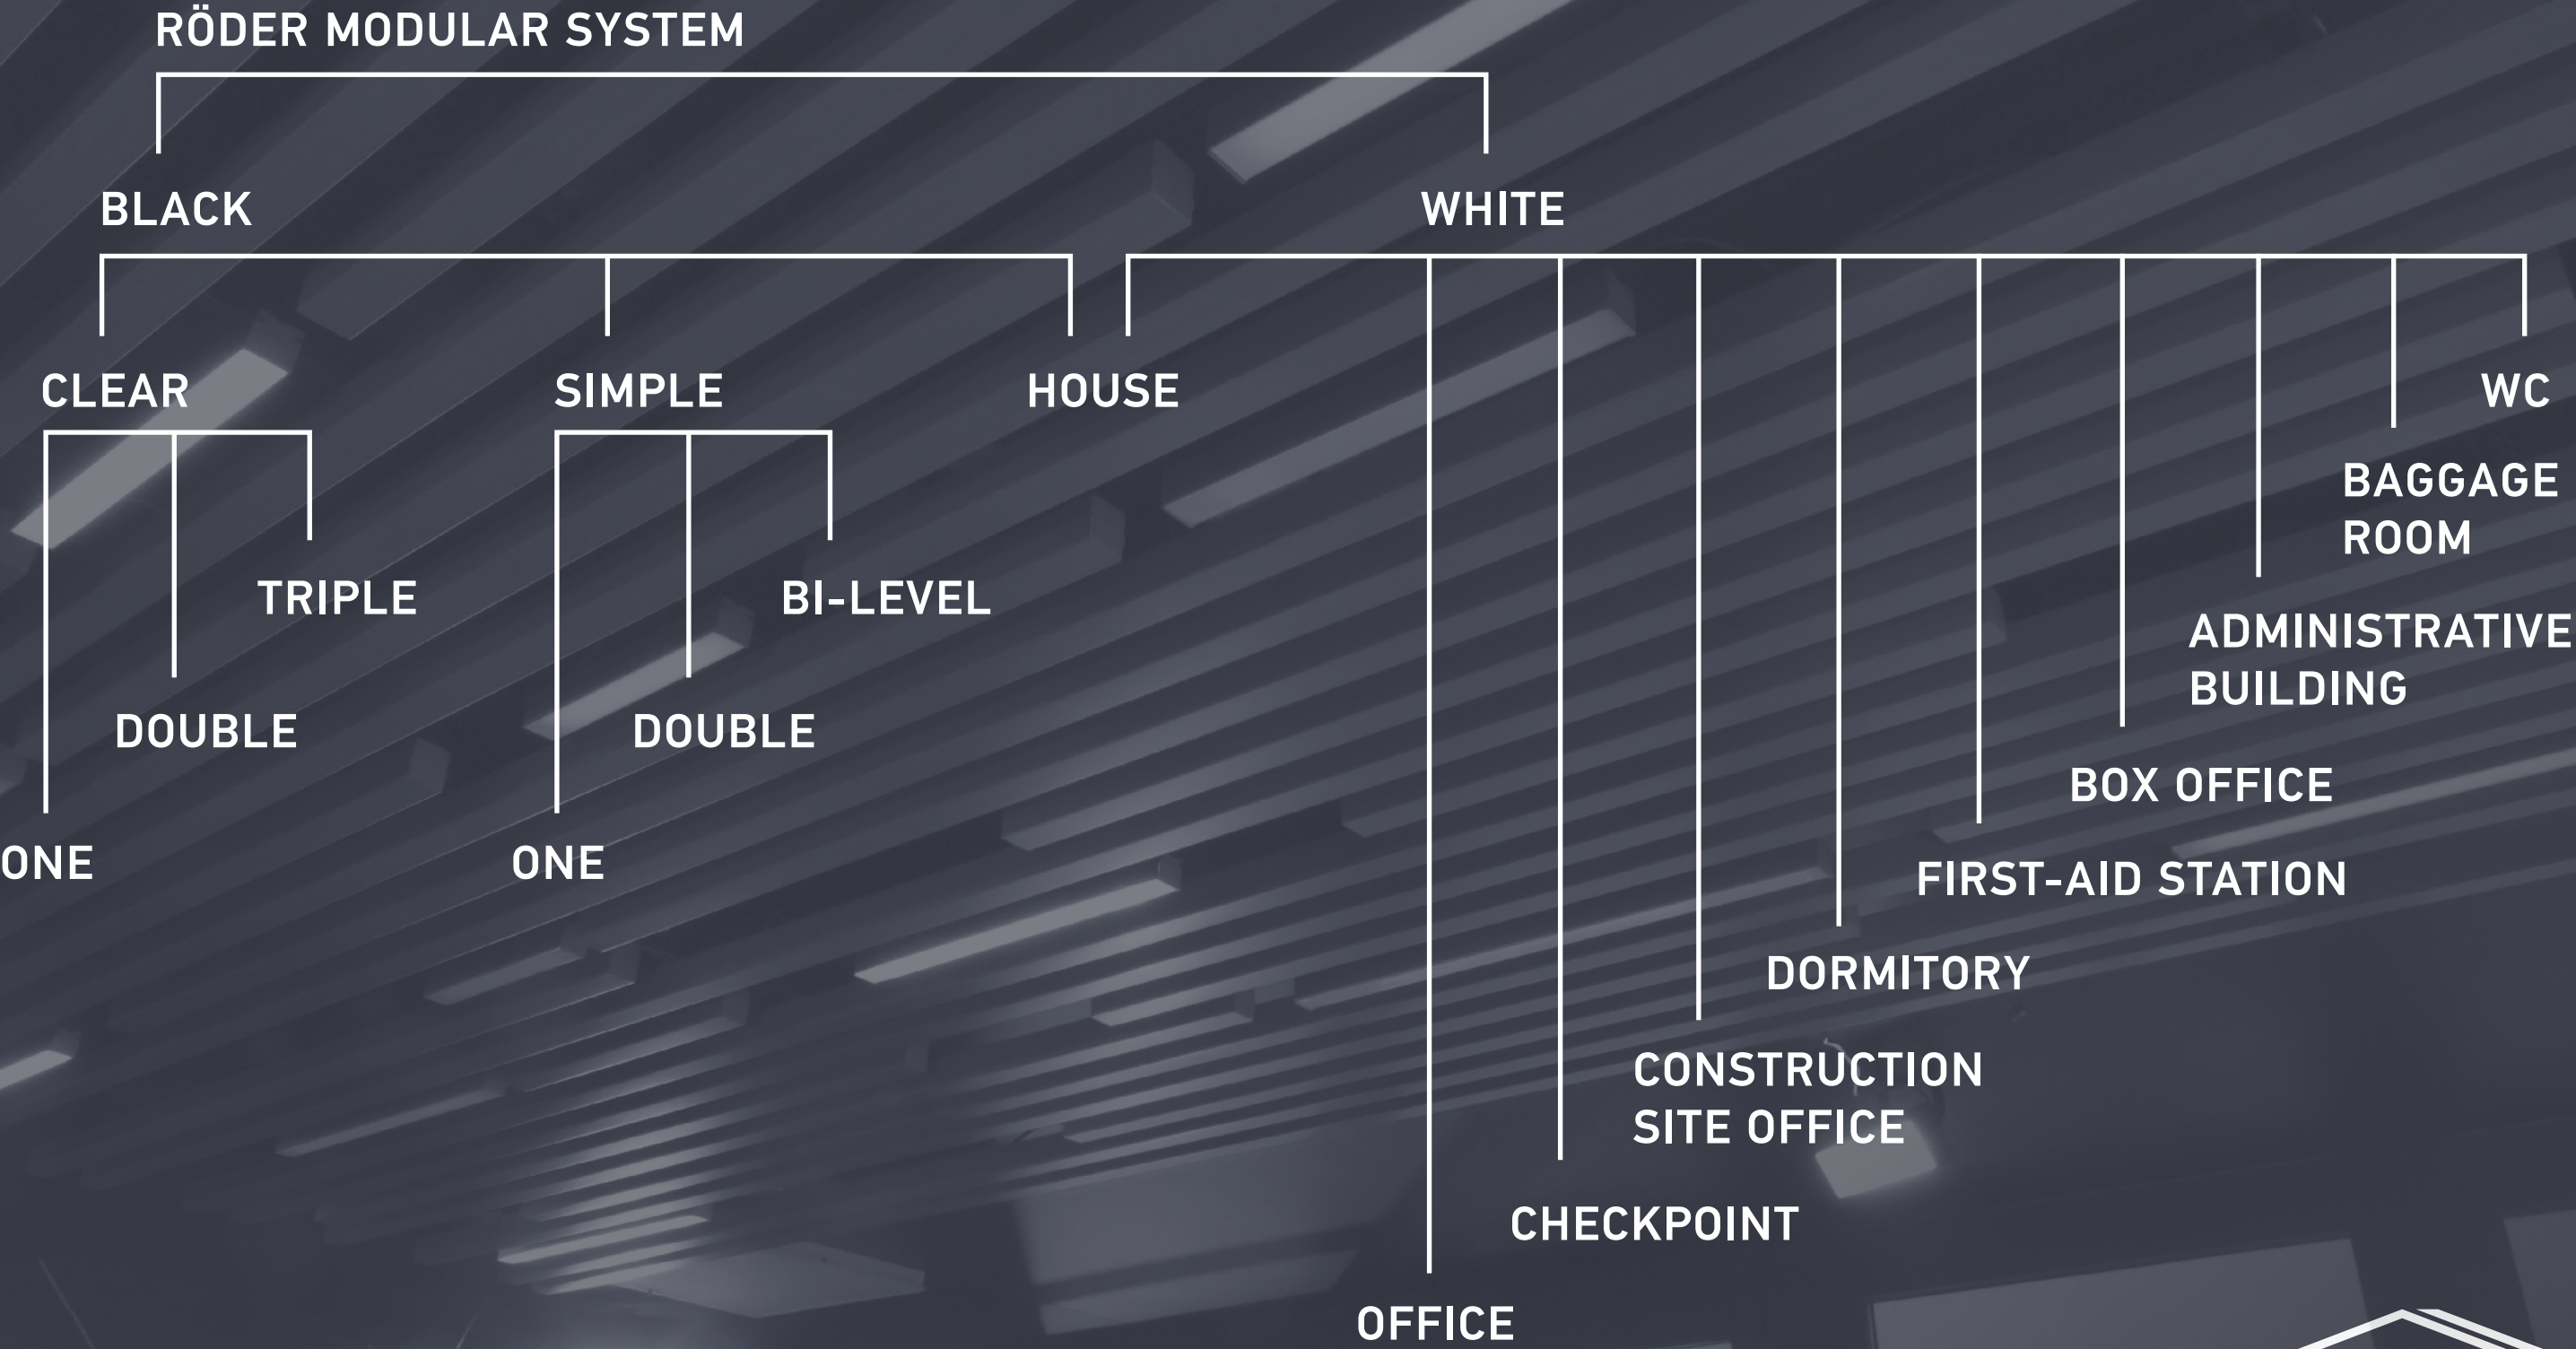 RÖDER MODULAR SYSTEM
BLACK
WHITE
CLEAR
SIMPLE
HOUSE
WC
BAGGAGE
ROOM
TRIPLE
BI-LEVEL
ADMINISTRATIVE
BUILDING
DOUBLE
DOUBLE
BOX OFFICE
ONE
ONE
FIRST-AID STATION
DORMITORY
CONSTRUCTION
SITE OFFICE
CHECKPOINT
OFFICE